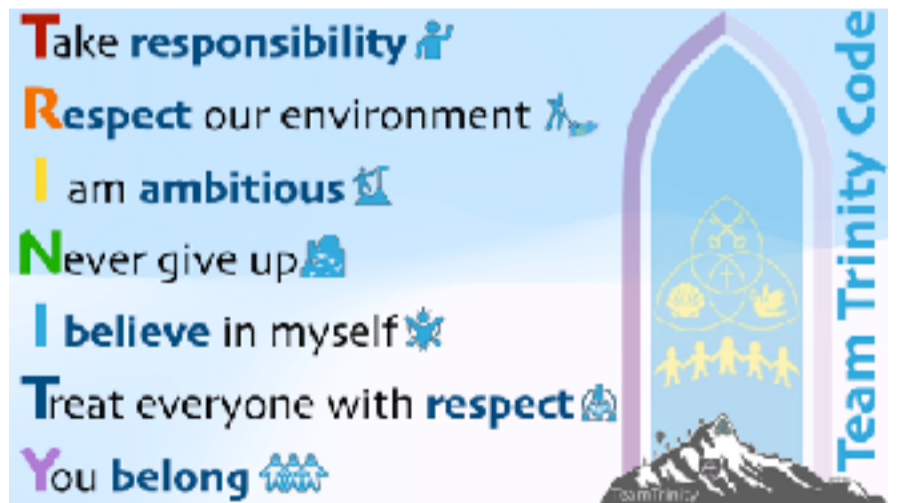 Take responsibility
Respect our environment
I am ambitious
Never give up
I believe in myself
Treat everyone with respect
You belong
Team Trinity Code
TeamTrinity